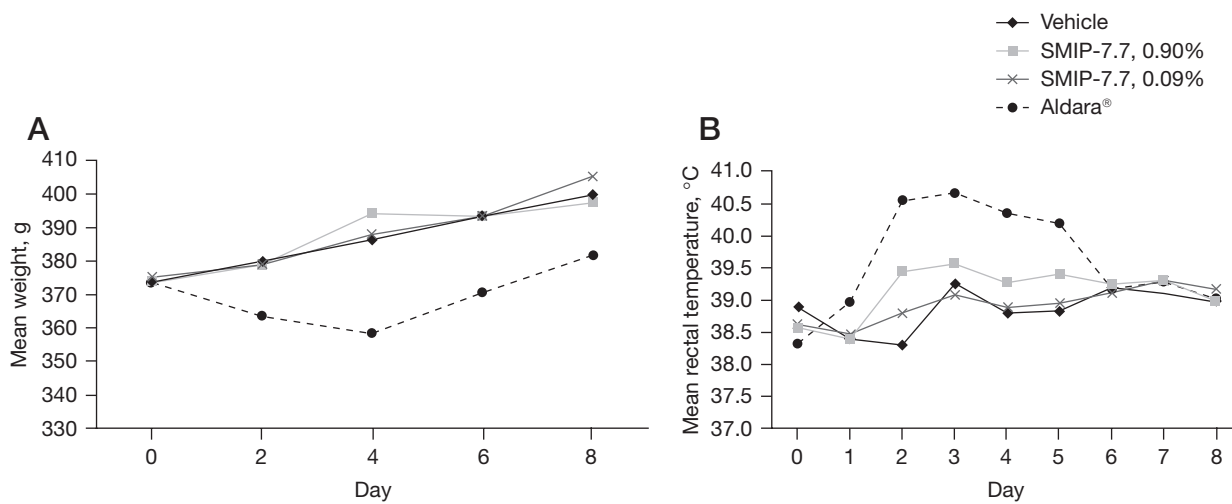 Vehicle
SMIP-7.7, 0.90%
SMIP-7.7, 0.09%
Aldara®
A
410
400
390
380
370
360
350
340
330
Mean weight, g
0 2 4 6 8
Day
B
41.0
40.5
40.0
39.5
39.0
38.5
38.0
37.5
37.0
Mean rectal temperature, °C
0 1 2 3 4 5 6 7 8
Day